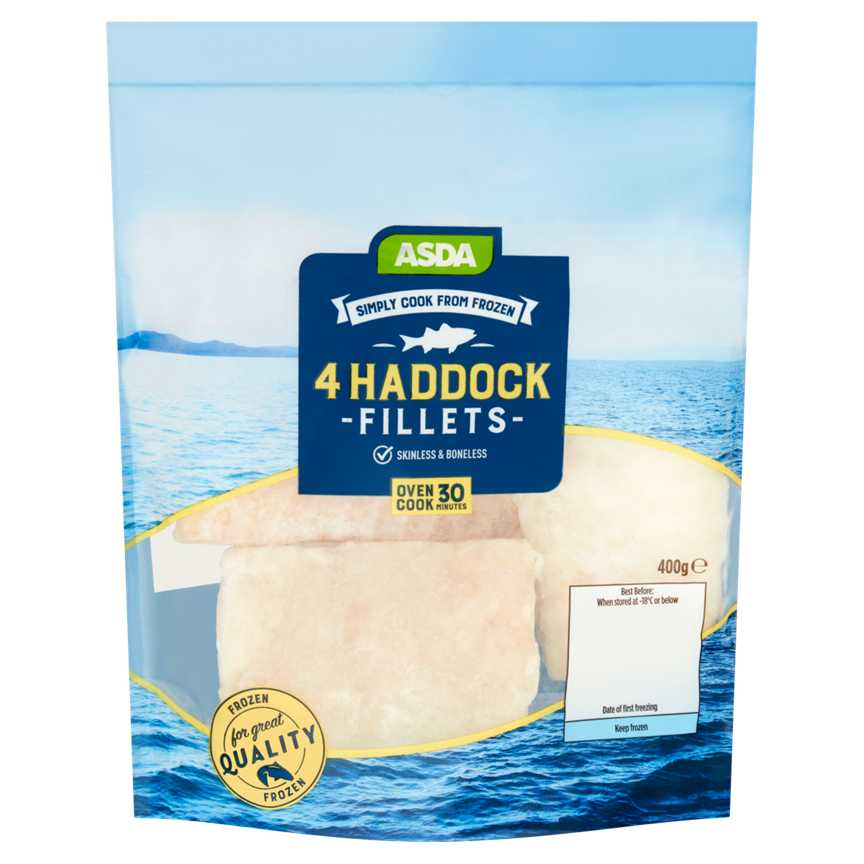 ASDA
SIMPLY COOK FROM FROZEN
4 HADDOCK
-FILLETS-
SKINLESS & BONELESS
OVEN COOK 30 MINUTES
400g ℮
Best Before:
When stored at -18°C or below
Date of first freezing
Keep frozen
FROZEN
for great
QUALITY
FROZEN